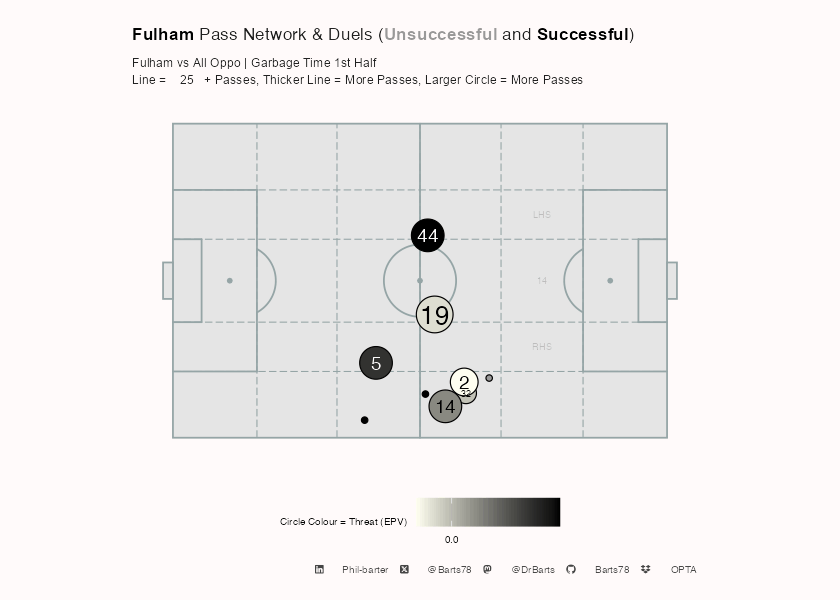 Fulham Pass Network & Duels (Unsuccessful and Successful)
Fulham vs All Oppo | Garbage Time 1st Half
Line = 25 + Passes, Thicker Line = More Passes, Larger Circle = More Passes
LHS
44
14
19
RHS
5
2
32
14
Circle Colour = Threat (EPV)
0.0
Phil-barter @Barts78 @DrBarts Barts78 OPTA